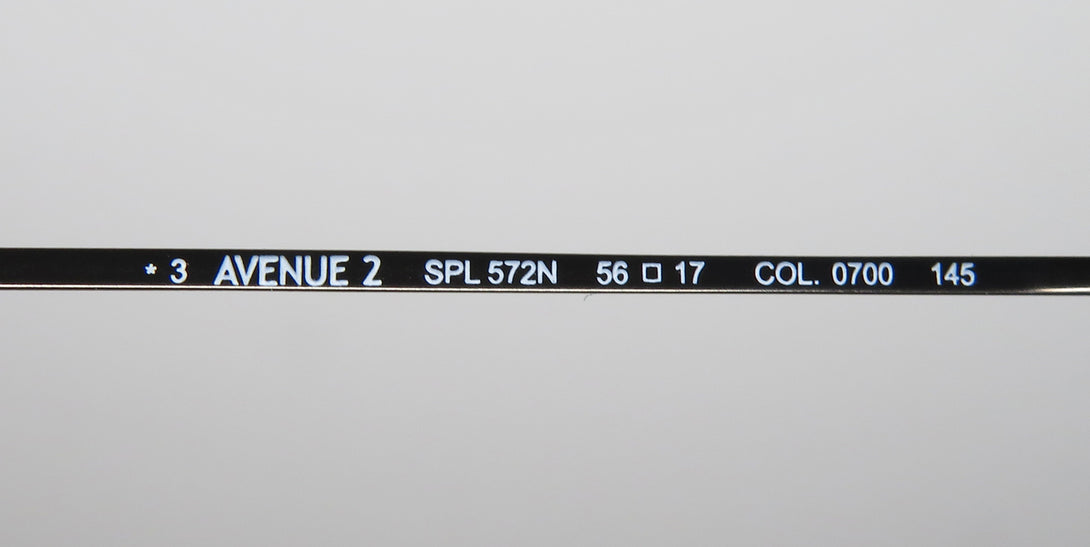 * 3 AVENUE 2 SPL 572N 56 □ 17 COL. 0700 145